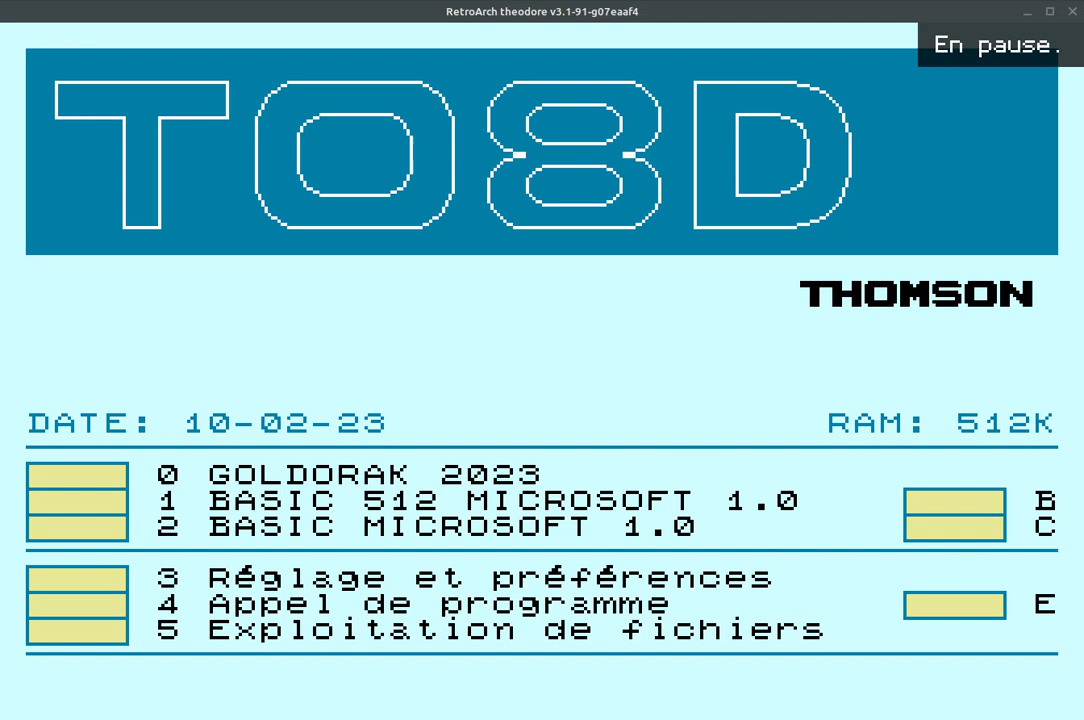 RetroArch theodore v3.1-91-g07eaaf4
En pause.
TO8D
THOMSON
DATE: 10-02-23 RAM: 512K
0 GOLDORAK 2023
1 BASIC 512 MICROSOFT 1.0 B
2 BASIC MICROSOFT 1.0 C
3 Réglage et préférences
4 Appel de programme E
5 Exploitation de fichiers